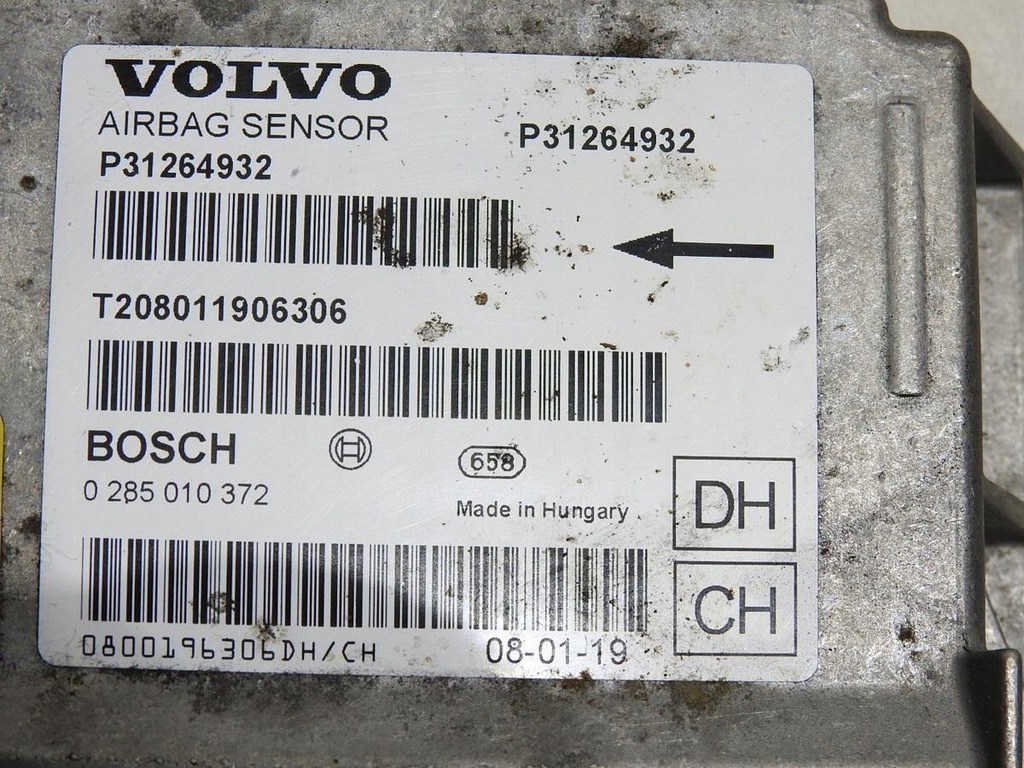 VOLVO
AIRBAG SENSOR
P31264932
P31264932
T208011906306
BOSCH
0 285 010 372
658
Made in Hungary
DH
CH
0800196306DH/CH
08-01-19